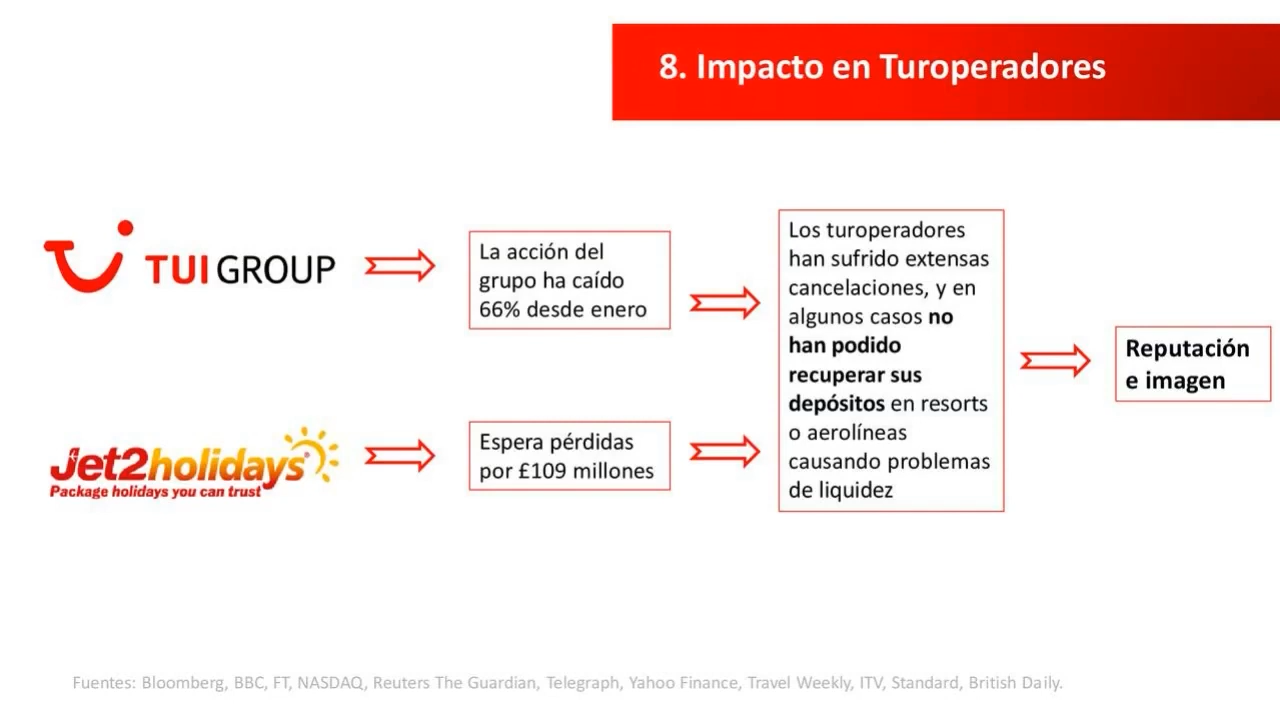 8. Impacto en Turoperadores
TUI GROUP
La acción del
grupo ha caído
66% desde enero
Jet2holidays
Package holidays you can trust
Espera pérdidas
por £109 millones
Los turoperadores
han sufrido extensas
cancelaciones, y en
algunos casos no
han podido
recuperar sus
depósitos en resorts
o aerolíneas
causando problemas
de liquidez
Reputación
e imagen
Fuentes: Bloomberg, BBC, FT, NASDAQ, Reuters The Guardian, Telegraph, Yahoo Finance, Travel Weekly, ITV, Standard, British Daily.